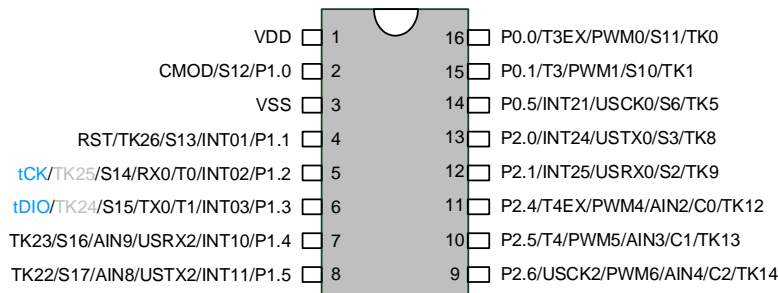 VDD 1 16 P0.0/T3EX/PWM0/S11/TK0
CMOD/S12/P1.0 2 15 P0.1/T3/PWM1/S10/TK1
VSS 3 14 P0.5/INT21/USCK0/S6/TK5
RST/TK26/S13/INT01/P1.1 4 13 P2.0/INT24/USTX0/S3/TK8
tCK/TK25/S14/RX0/T0/INT02/P1.2 5 12 P2.1/INT25/USRX0/S2/TK9
tDIO/TK24/S15/TX0/T1/INT03/P1.3 6 11 P2.4/T4EX/PWM4/AIN2/C0/TK12
TK23/S16/AIN9/USRX2/INT10/P1.4 7 10 P2.5/T4/PWM5/AIN3/C1/TK13
TK22/S17/AIN8/USTX2/INT11/P1.5 8 9 P2.6/USCK2/PWM6/AIN4/C2/TK14